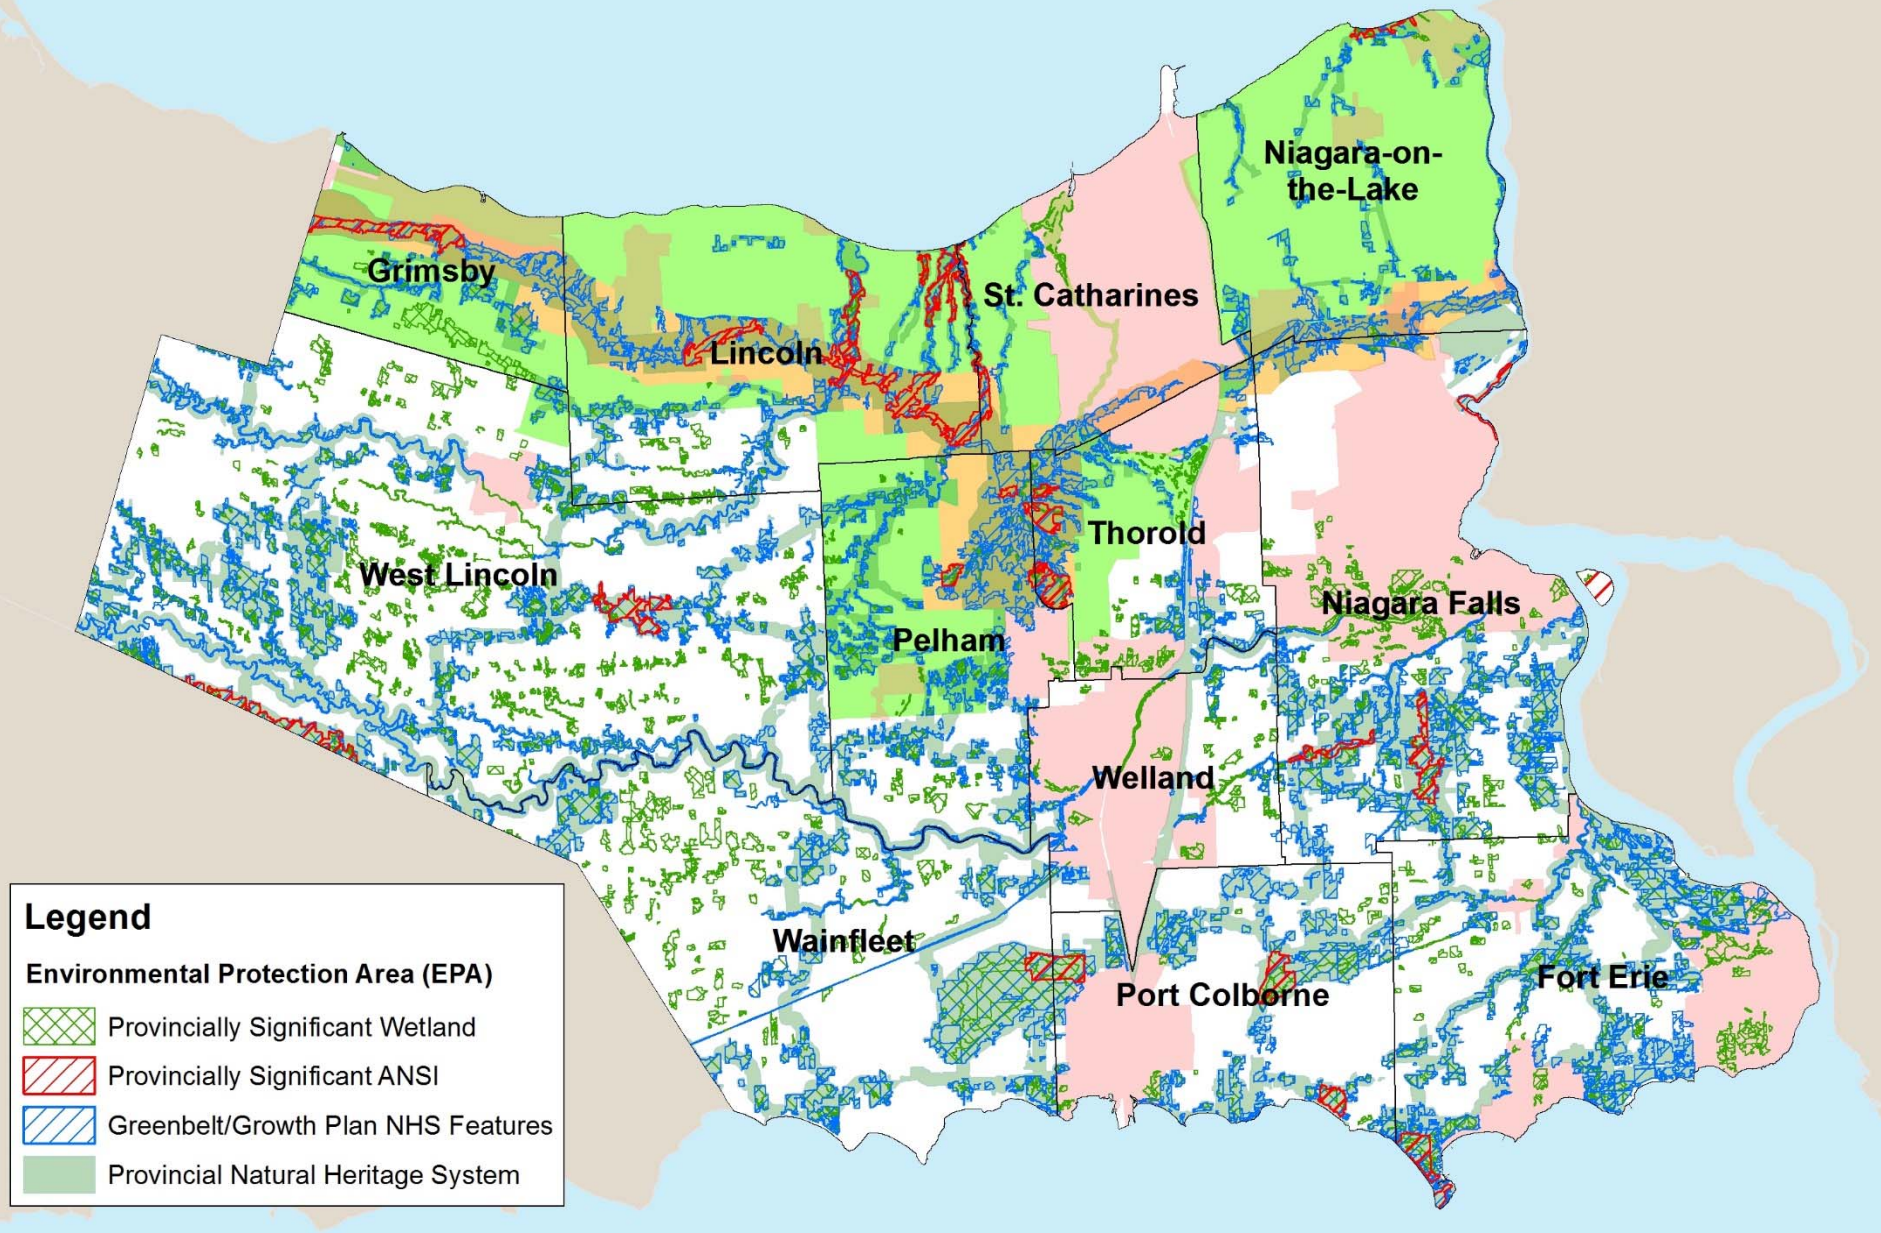 Niagara-on-
the-Lake
Grimsby
St. Catharines
Lincoln
Thorold
West Lincoln
Niagara Falls
Pelham
Welland
Wainfleet
Port Colborne
Fort Erie
Legend
Environmental Protection Area (EPA)
Provincially Significant Wetland
Provincially Significant ANSI
Greenbelt/Growth Plan NHS Features
Provincial Natural Heritage System